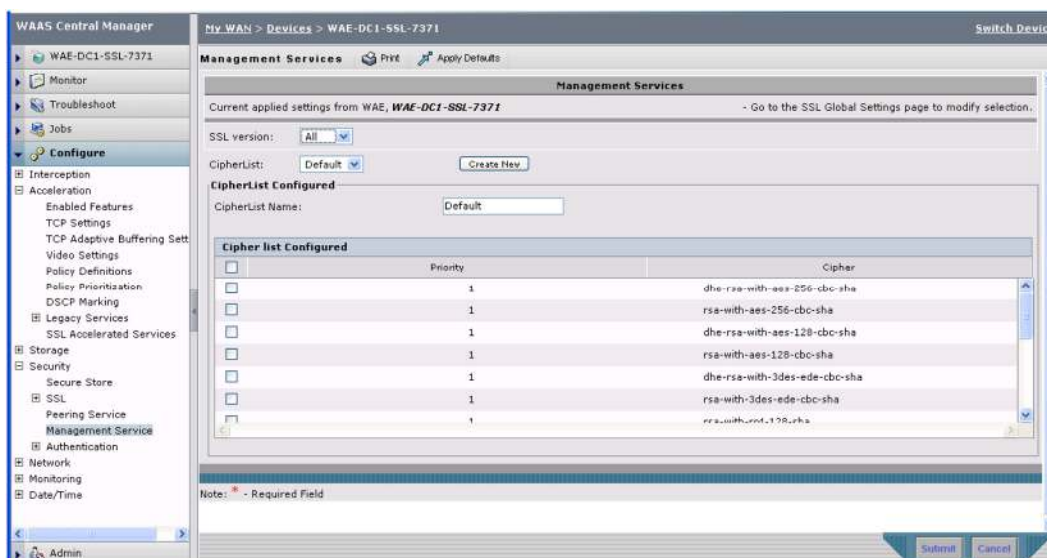 WAAS Central Manager
My WAN > Devices > WAE-DC1-SSL-7371
Switch Devic
WAE-DC1-SSL-7371
Monitor
Troubleshoot
Jobs
Configure
Interception
Acceleration
Enabled Features
TCP Settings
TCP Adaptive Buffering Sett
Video Settings
Policy Definitions
Policy Prioritization
DSCP Marking
Legacy Services
SSL Accelerated Services
Storage
Security
Secure Store
SSL
Peering Service
Management Service
Authentication
Network
Monitoring
Date/Time
Admin
Management Services Print Apply Defaults
Management Services
Current applied settings from WAE, WAE-DC1-SSL-7371 - Go to the SSL Global Settings page to modify selection.
SSL version: All
CipherList: Default Create New
CipherList Configured
CipherList Name: Default
Cipher list Configured
Priority Cipher
1 dhe-rsa-with-aes-256-cbc-sha
1 rsa-with-aes-256-cbc-sha
1 dhe-rsa-with-aes-128-cbc-sha
1 rsa-with-aes-128-cbc-sha
1 dhe-rsa-with-3des-ede-cbc-sha
1 rsa-with-3des-ede-cbc-sha
1 rsa-with-rc4-128-sha
Note: * - Required Field
Submit Cancel